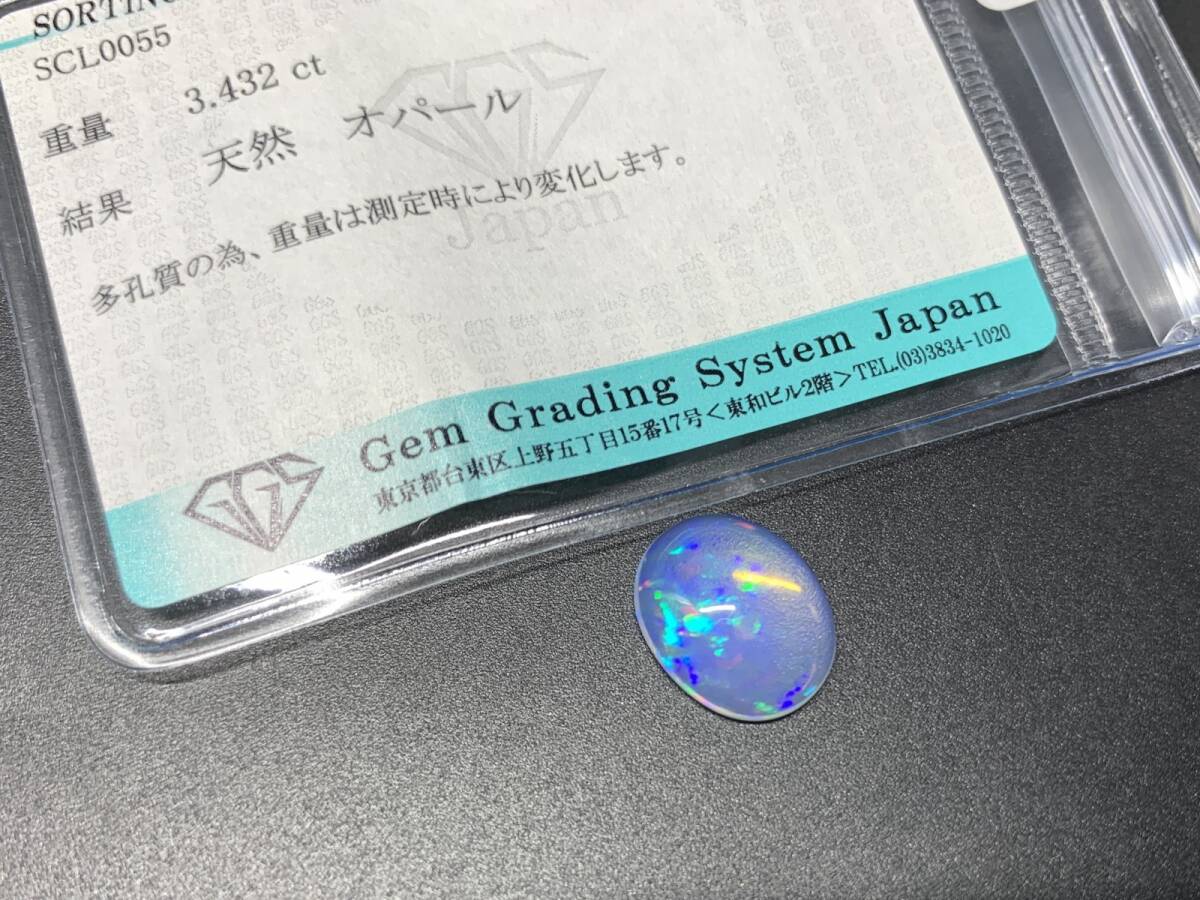 SORTING
SCL0055
重量 3.432 ct
結果 天然 オパール
多孔質の為、重量は測定時により変化します。
Japan
Gem Grading System Japan
東京都台東区上野五丁目15番17号<東和ビル2階>TEL.(03)3834-1020